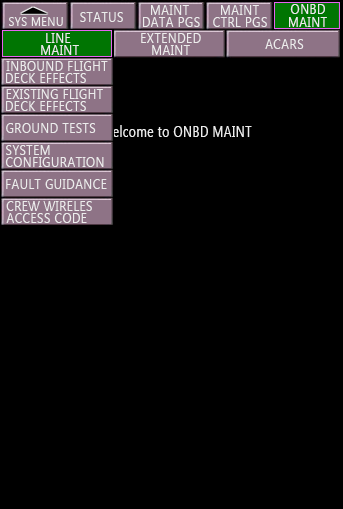 SYS MENU
STATUS
MAINT
DATA PGS
MAINT
CTRL PGS
ONBD
MAINT
LINE
MAINT
EXTENDED
MAINT
ACARS
INBOUND FLIGHT
DECK EFFECTS
EXISTING FLIGHT
DECK EFFECTS
GROUND TESTS
elcome to ONBD MAINT
SYSTEM
CONFIGURATION
FAULT GUIDANCE
CREW WIRELES
ACCESS CODE